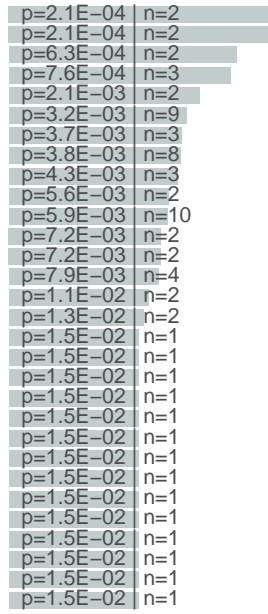 p=2.1E−04 n=2
p=2.1E−04 n=2
p=6.3E−04 n=2
p=7.6E−04 n=3
p=2.1E−03 n=2
p=3.2E−03 n=9
p=3.7E−03 n=3
p=3.8E−03 n=8
p=4.3E−03 n=3
p=5.6E−03 n=2
p=5.9E−03 n=10
p=7.2E−03 n=2
p=7.2E−03 n=2
p=7.9E−03 n=4
p=1.1E−02 n=2
p=1.3E−02 n=2
p=1.5E−02 n=1
p=1.5E−02 n=1
p=1.5E−02 n=1
p=1.5E−02 n=1
p=1.5E−02 n=1
p=1.5E−02 n=1
p=1.5E−02 n=1
p=1.5E−02 n=1
p=1.5E−02 n=1
p=1.5E−02 n=1
p=1.5E−02 n=1
p=1.5E−02 n=1
p=1.5E−02 n=1
p=1.5E−02 n=1